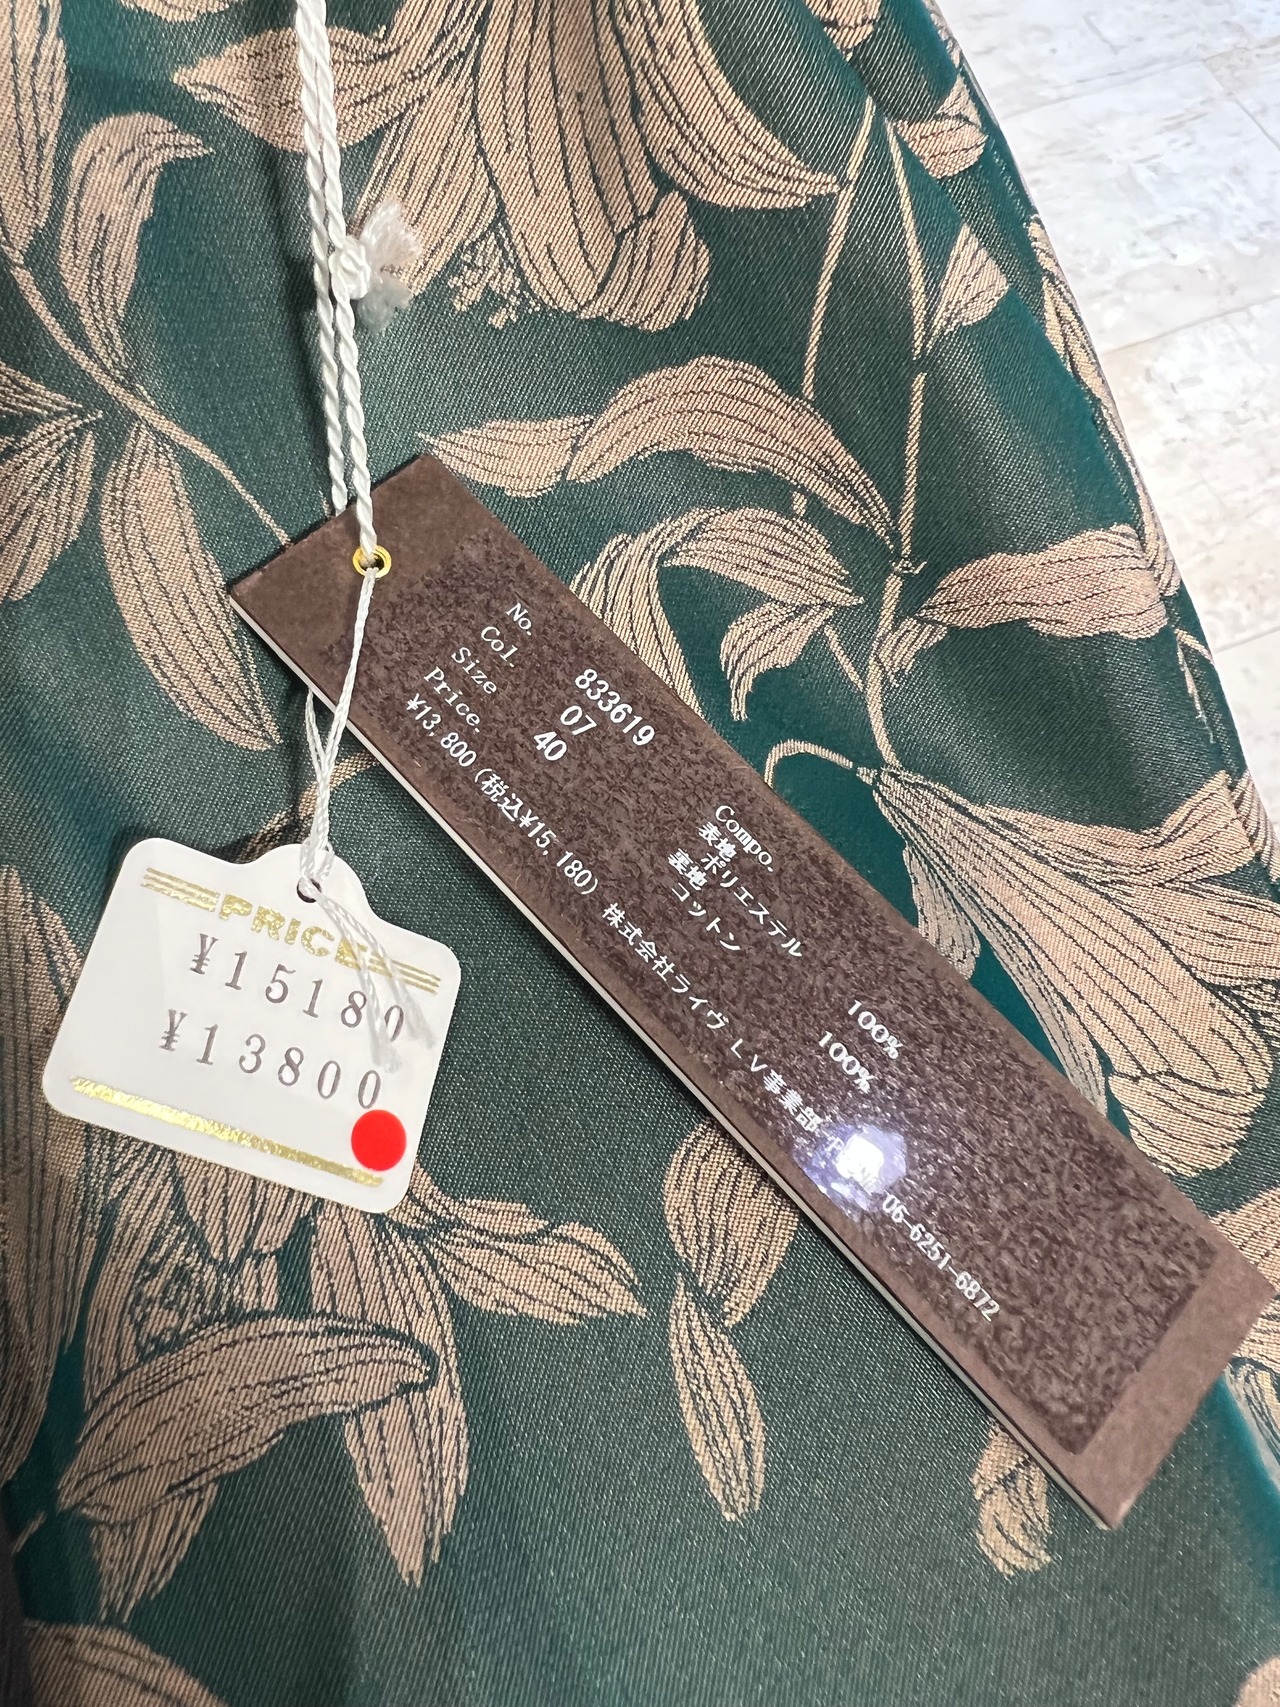 No. 833619
Col. 07
Size 40
Price.
¥13,800(税込¥15,180)
Compo.
表地 ポリエステル 100%
裏地 コットン 100%
株式会社ライヴ LV事業部 06-6251-6872
PRICE
¥15180
¥13800